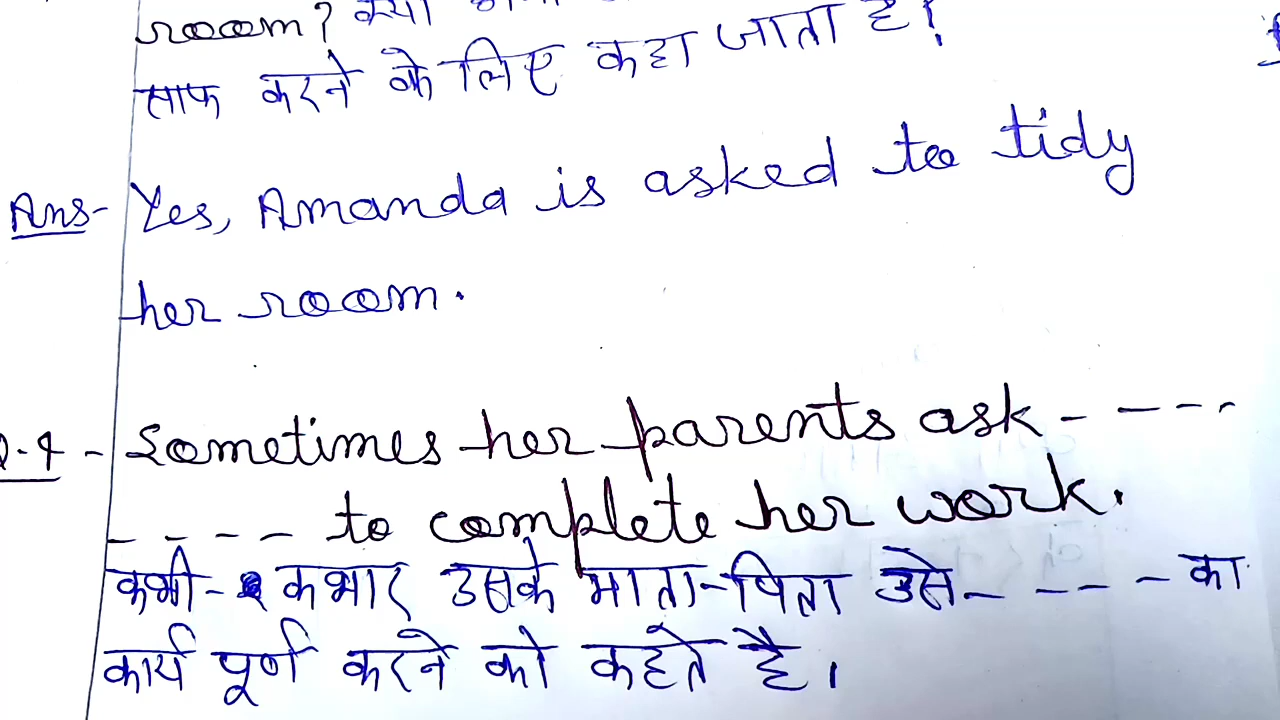 room? क्या
साफ करने के लिए कहा जाता है!
Ans- Yes, Amanda is asked to tidy
her room.
Q.4 - Sometimes her parents ask - - - - -
- - - - - to complete her work.
कभी-कभार उसके माता-पिता उसे - - - - का
कार्य पूर्ण करने को कहते है।